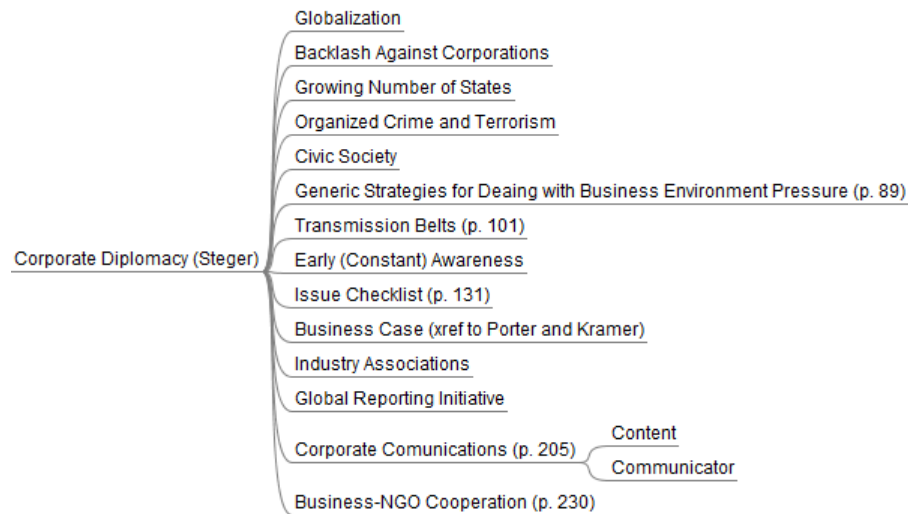 Globalization
Backlash Against Corporations
Growing Number of States
Organized Crime and Terrorism
Civic Society
Generic Strategies for Deaing with Business Environment Pressure (p. 89)
Transmission Belts (p. 101)
Corporate Diplomacy (Steger)
Early (Constant) Awareness
Issue Checklist (p. 131)
Business Case (xref to Porter and Kramer)
Industry Associations
Global Reporting Initiative
Corporate Comunications (p. 205)
Content
Communicator
Business-NGO Cooperation (p. 230)